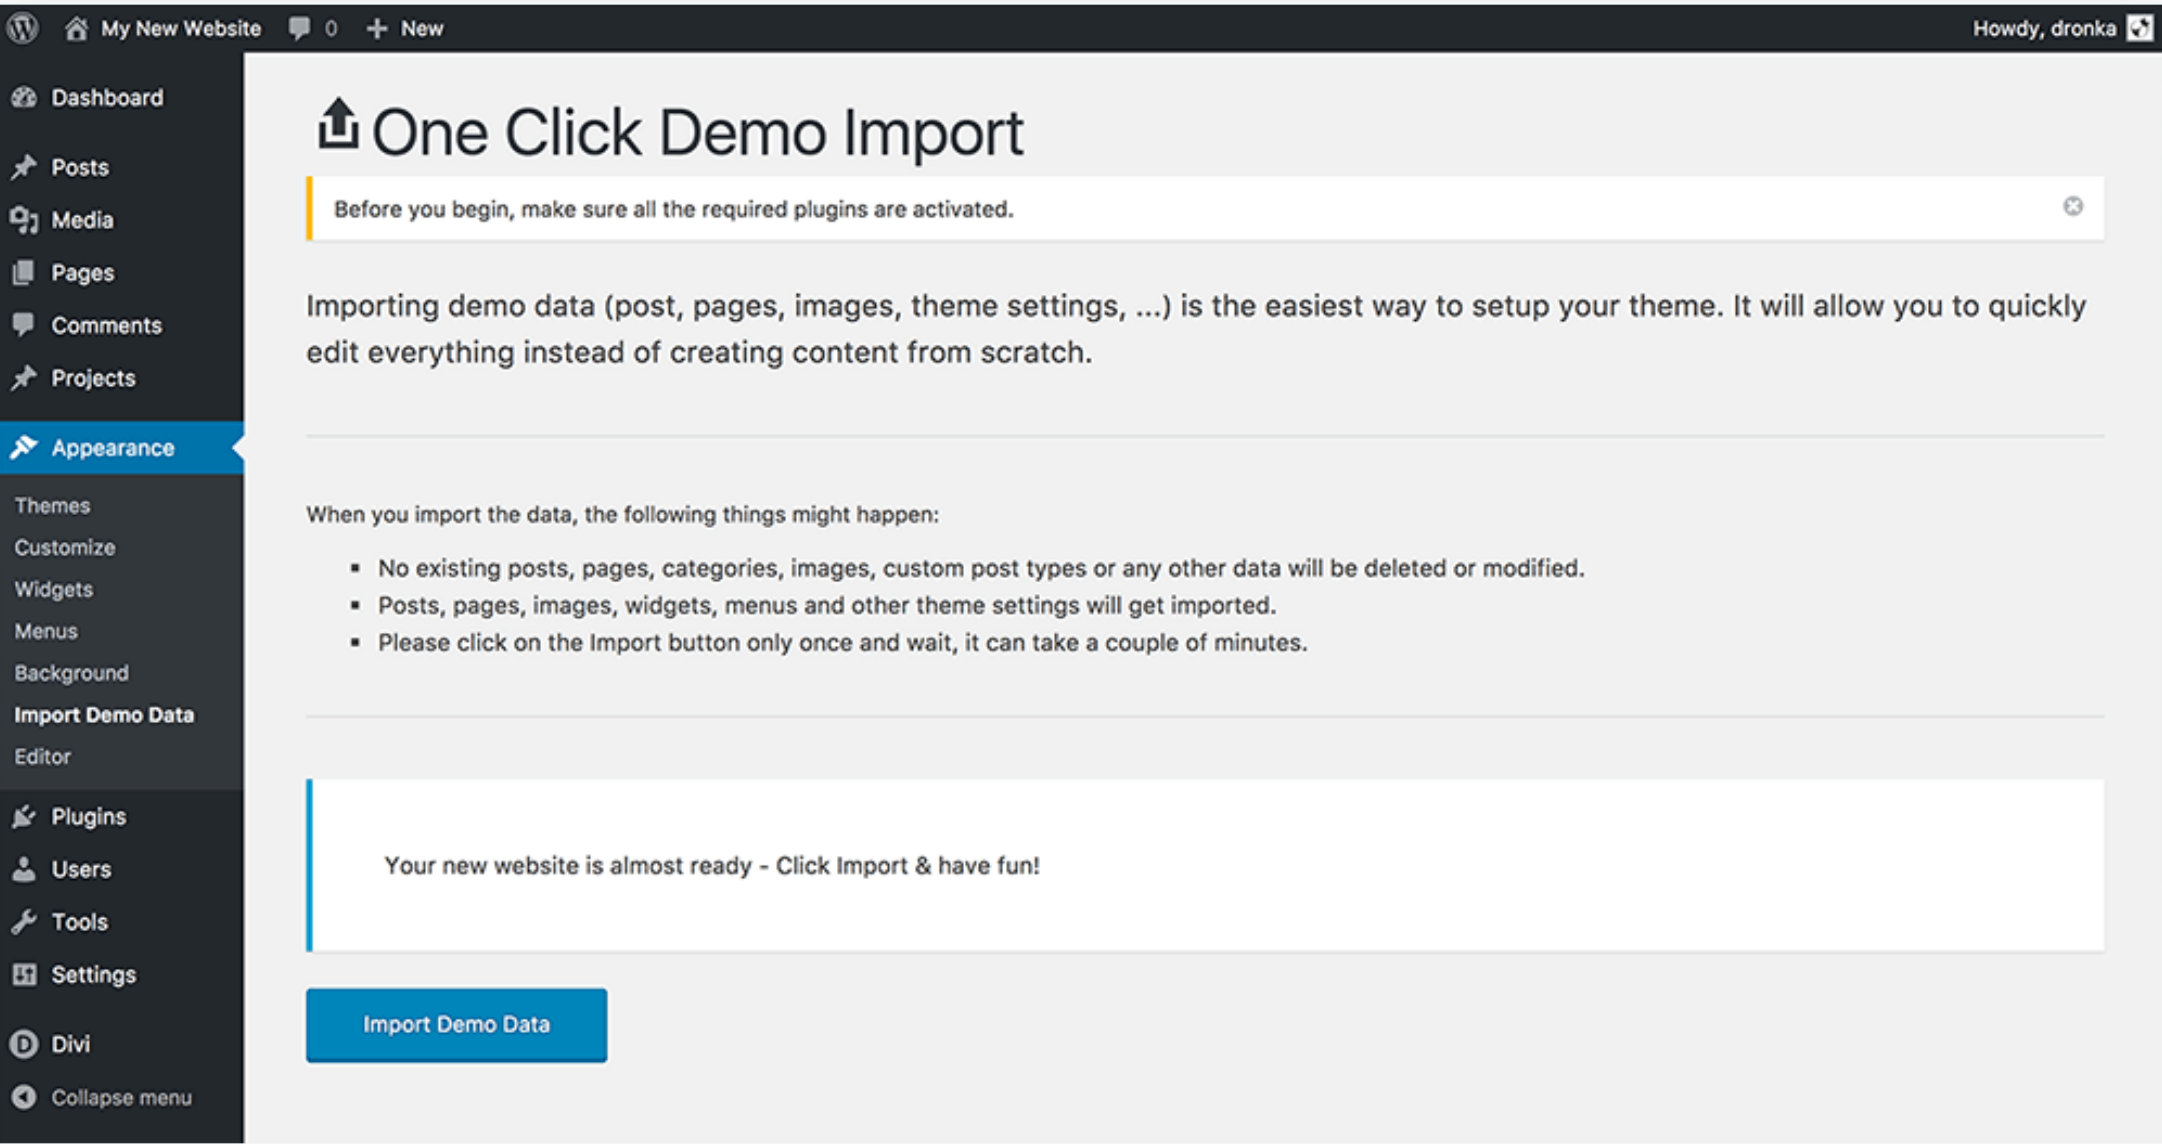 My New Website 0 + New Howdy, dronka
Dashboard
Posts
Media
Pages
Comments
Projects
Appearance
Themes
Customize
Widgets
Menus
Background
Import Demo Data
Editor
Plugins
Users
Tools
Settings
Divi
Collapse menu
One Click Demo Import
Before you begin, make sure all the required plugins are activated.
Importing demo data (post, pages, images, theme settings, ...) is the easiest way to setup your theme. It will allow you to quickly
edit everything instead of creating content from scratch.
When you import the data, the following things might happen:
▪ No existing posts, pages, categories, images, custom post types or any other data will be deleted or modified.
▪ Posts, pages, images, widgets, menus and other theme settings will get imported.
▪ Please click on the Import button only once and wait, it can take a couple of minutes.
Your new website is almost ready - Click Import & have fun!
Import Demo Data